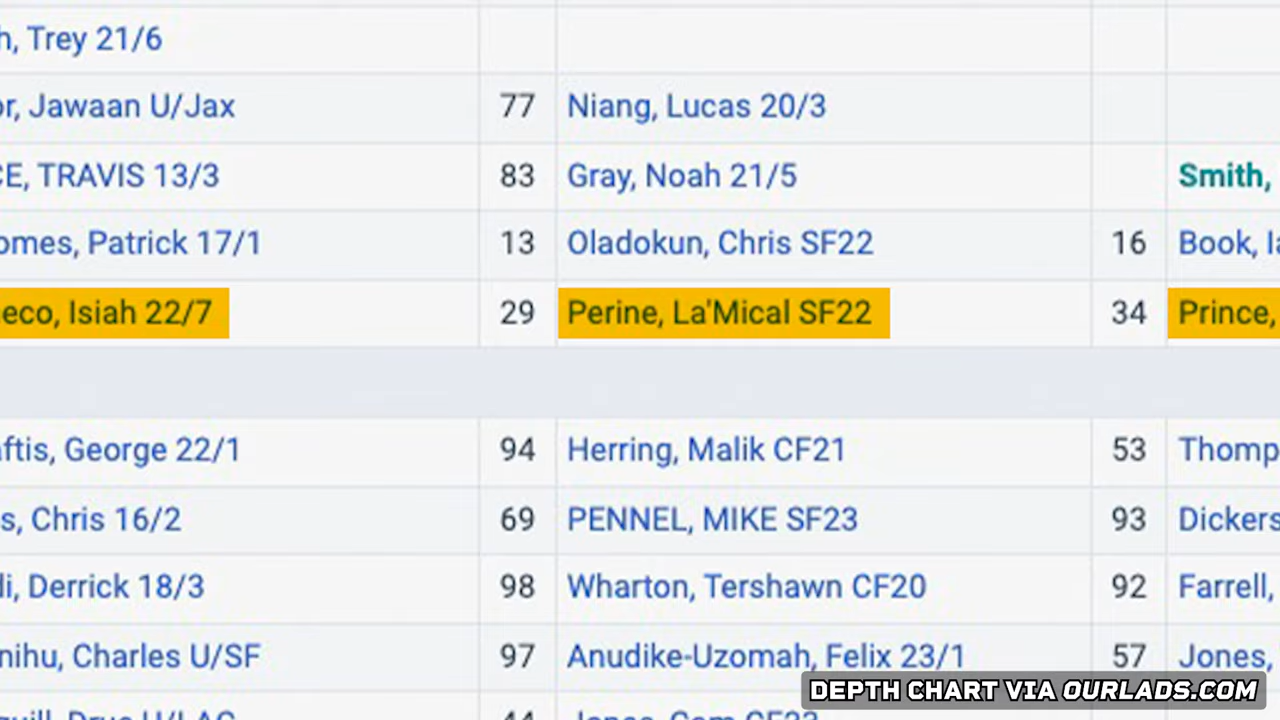 h, Trey 21/6
or, Jawaan U/Jax 77 Niang, Lucas 20/3
CE, TRAVIS 13/3 83 Gray, Noah 21/5 Smith,
omes, Patrick 17/1 13 Oladokun, Chris SF22 16 Book, Ia
eco, Isiah 22/7 29 Perine, La'Mical SF22 34 Prince,
aftis, George 22/1 94 Herring, Malik CF21 53 Thomp
s, Chris 16/2 69 PENNEL, MIKE SF23 93 Dickers
di, Derrick 18/3 98 Wharton, Tershawn CF20 92 Farrell,
nihu, Charles U/SF 97 Anudike-Uzomah, Felix 23/1 57 Jones,
DEPTH CHART VIA OURLADS.COM